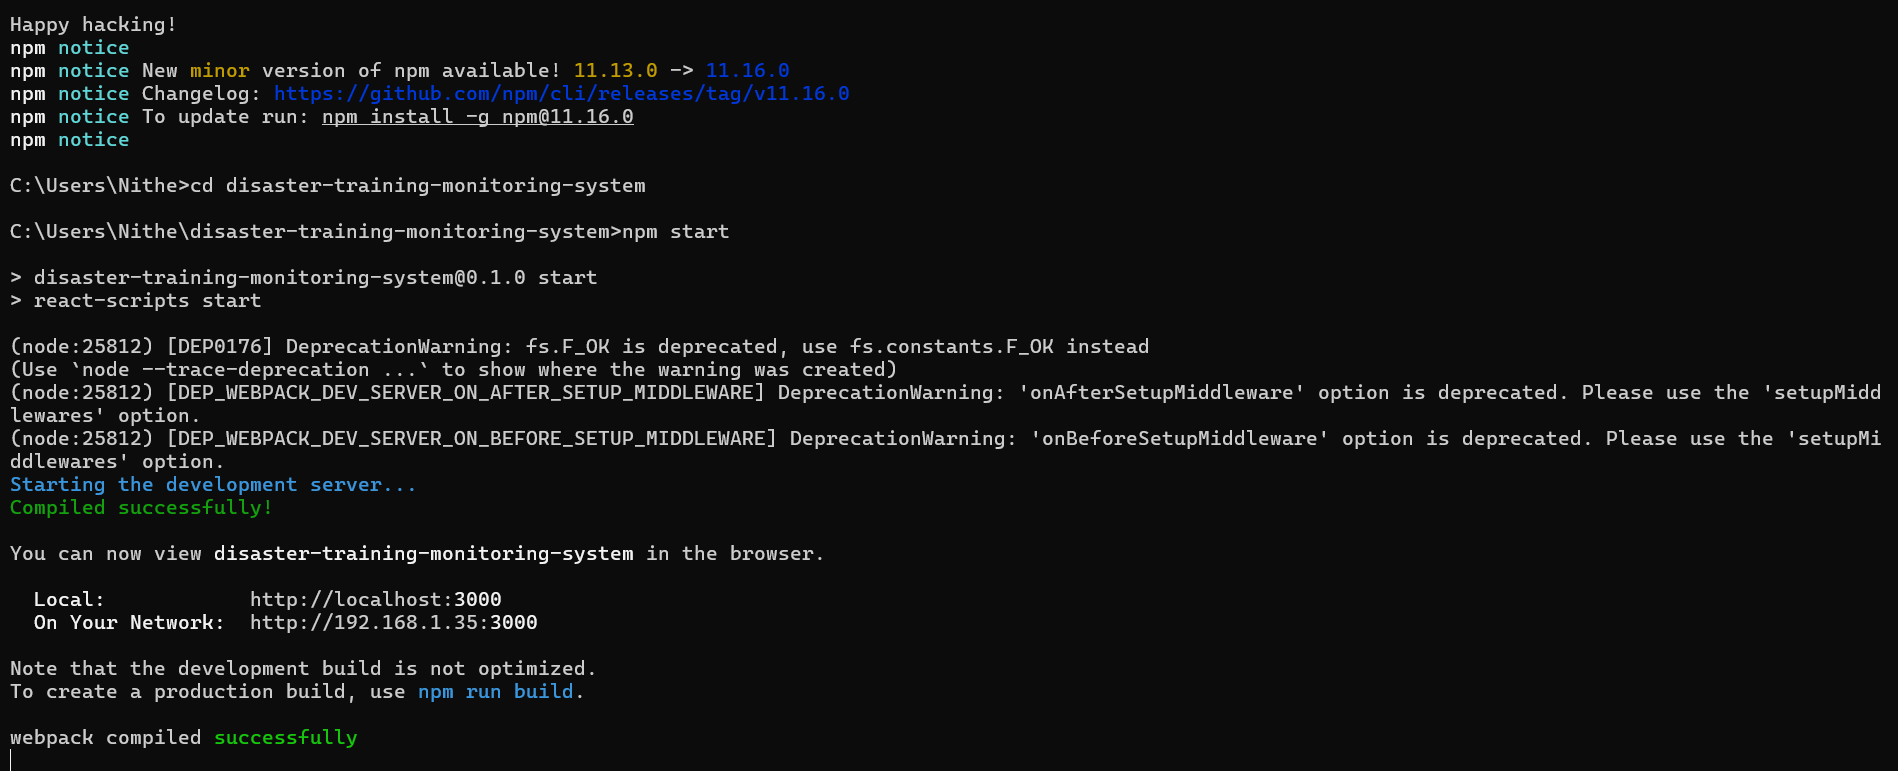 Happy hacking!
npm notice
npm notice New minor version of npm available! 11.13.0 -> 11.16.0
npm notice Changelog: https://github.com/npm/cli/releases/tag/v11.16.0
npm notice To update run: npm install -g npm@11.16.0
npm notice
C:\Users\Nithe>cd disaster-training-monitoring-system
C:\Users\Nithe\disaster-training-monitoring-system>npm start
> disaster-training-monitoring-system@0.1.0 start
> react-scripts start
(node:25812) [DEP0176] DeprecationWarning: fs.F_OK is deprecated, use fs.constants.F_OK instead
(Use `node --trace-deprecation ...` to show where the warning was created)
(node:25812) [DEP_WEBPACK_DEV_SERVER_ON_AFTER_SETUP_MIDDLEWARE] DeprecationWarning: 'onAfterSetupMiddleware' option is deprecated. Please use the 'setupMidd
lewares' option.
(node:25812) [DEP_WEBPACK_DEV_SERVER_ON_BEFORE_SETUP_MIDDLEWARE] DeprecationWarning: 'onBeforeSetupMiddleware' option is deprecated. Please use the 'setupMi
ddlewares' option.
Starting the development server...
Compiled successfully!
You can now view disaster-training-monitoring-system in the browser.
Local: http://localhost:3000
On Your Network: http://192.168.1.35:3000
Note that the development build is not optimized.
To create a production build, use npm run build.
webpack compiled successfully